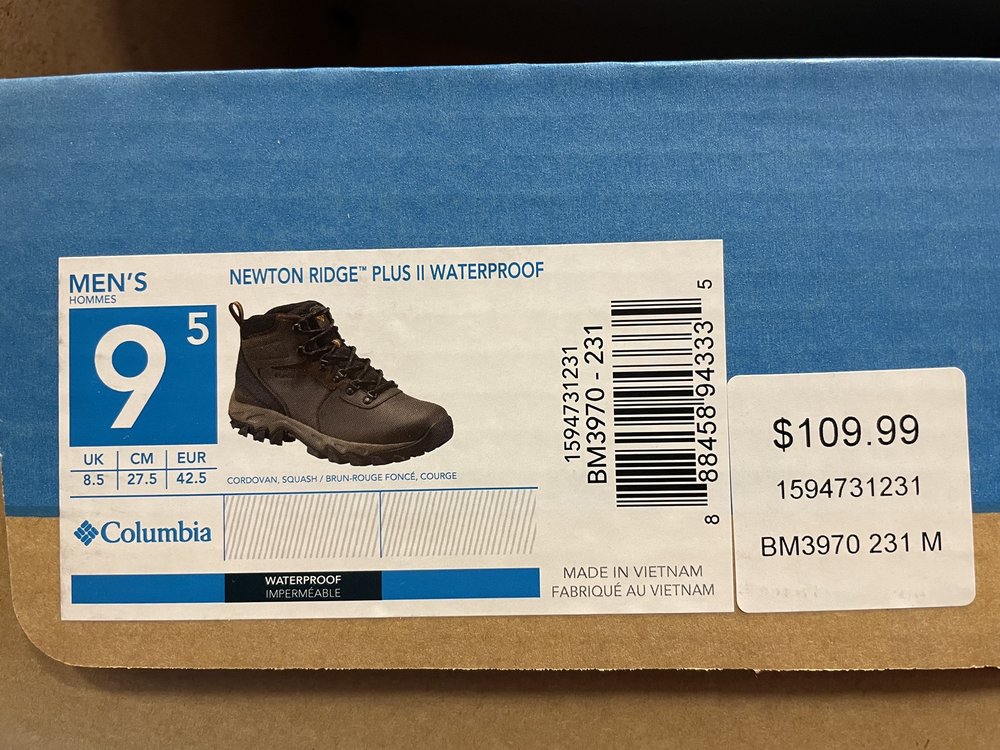 MEN'S
HOMMES
9 5
UK CM EUR
8.5 27.5 42.5
NEWTON RIDGE™ PLUS II WATERPROOF
CORDOVAN, SQUASH / BRUN-ROUGE FONCÉ, COURGE
Columbia
WATERPROOF
IMPERMÉABLE
1594731231
BM3970 - 231
8 88458 94333 5
MADE IN VIETNAM
FABRIQUÉ AU VIETNAM
$109.99
1594731231
BM3970 231 M